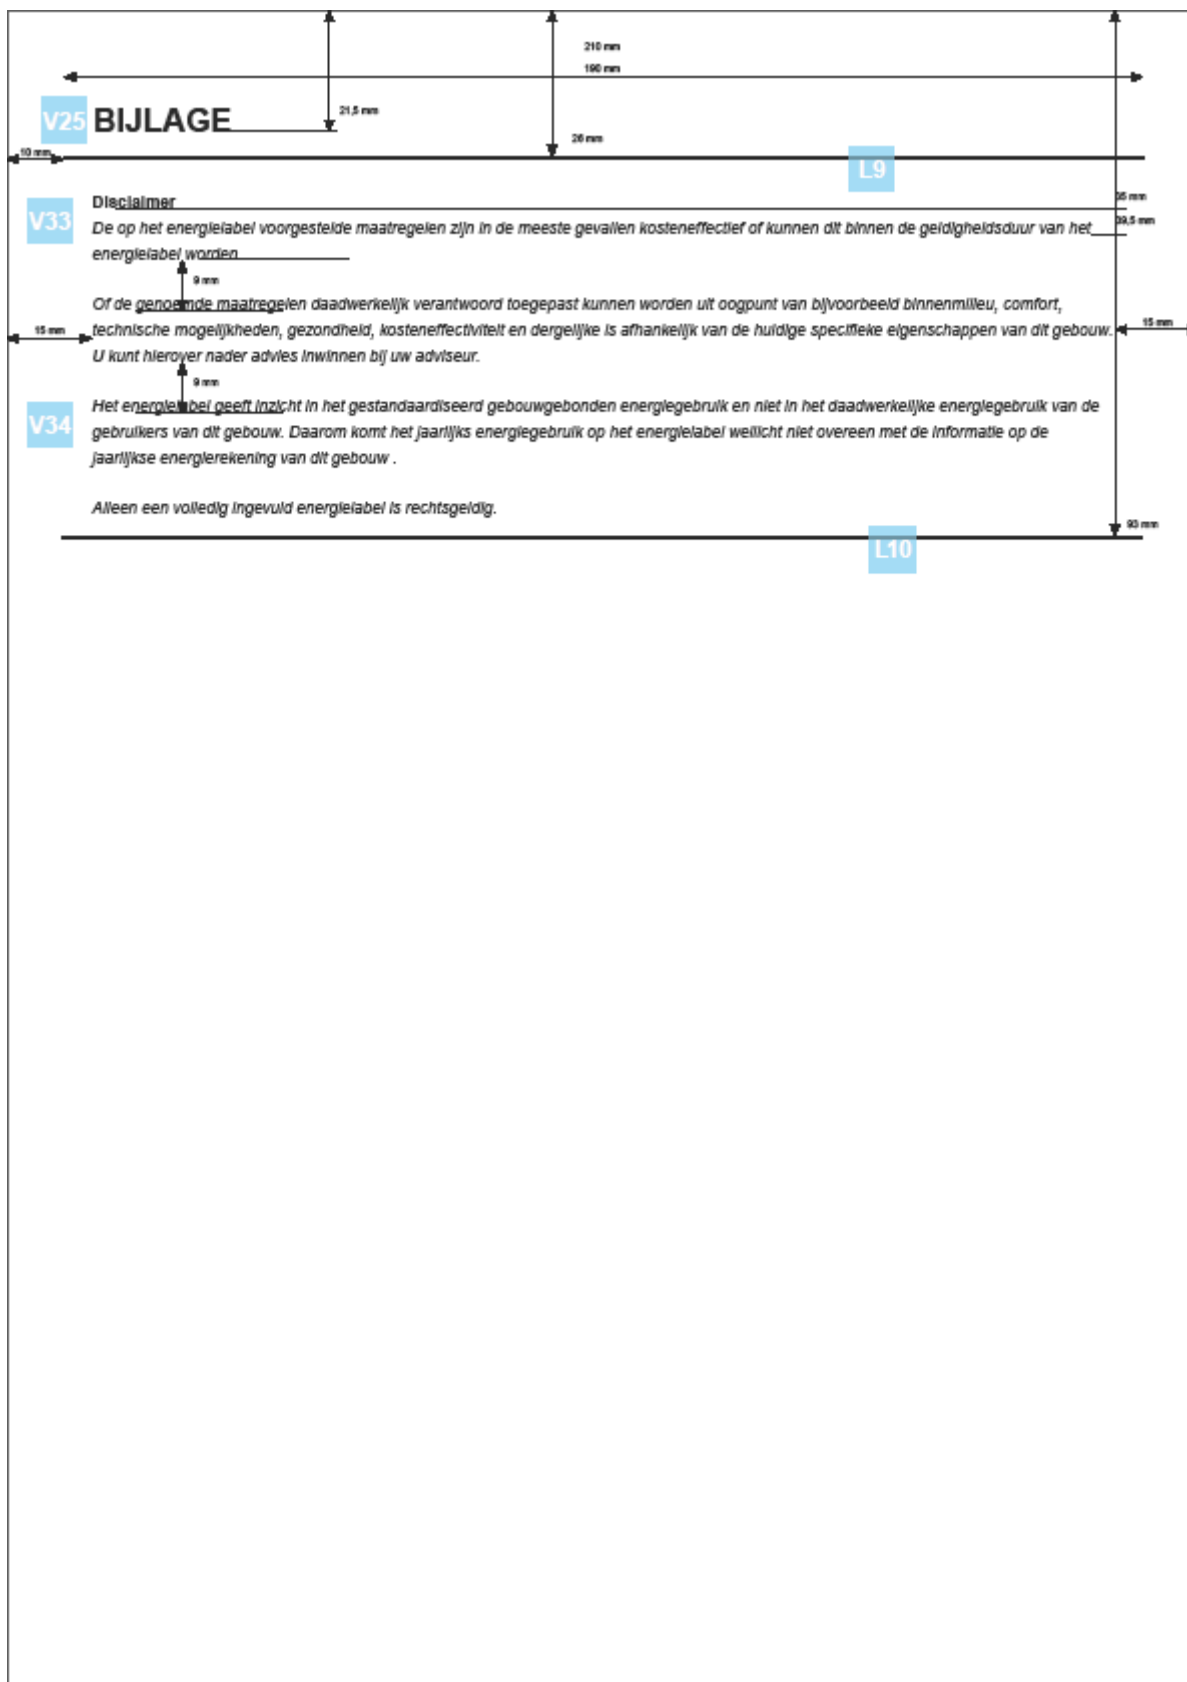 210 mm
190 mm
V25 BIJLAGE
21,5 mm
26 mm
10 mm
L9
V33
Disclaimer
35 mm
De op het energielabel voorgestelde maatregelen zijn in de meeste gevallen kosteneffectief of kunnen dit binnen de geldigheidsduur van het
39,5 mm
energielabel worden
9 mm
Of de genoemde maatregelen daadwerkelijk verantwoord toegepast kunnen worden uit oogpunt van bijvoorbeeld binnenmilieu, comfort,
15 mm
technische mogelijkheden, gezondheid, kosteneffectiviteit en dergelijke is afhankelijk van de huidige specifieke eigenschappen van dit gebouw.
15 mm
U kunt hierover nader advies inwinnen bij uw adviseur.
9 mm
V34
Het energielabel geeft inzicht in het gestandaardiseerd gebouwgebonden energiegebruik en niet in het daadwerkelijke energiegebruik van de
gebruikers van dit gebouw. Daarom komt het jaarlijks energiegebruik op het energielabel wellicht niet overeen met de informatie op de
jaarlijkse energierekening van dit gebouw .
Alleen een volledig ingevuld energielabel is rechtsgeldig.
93 mm
L10